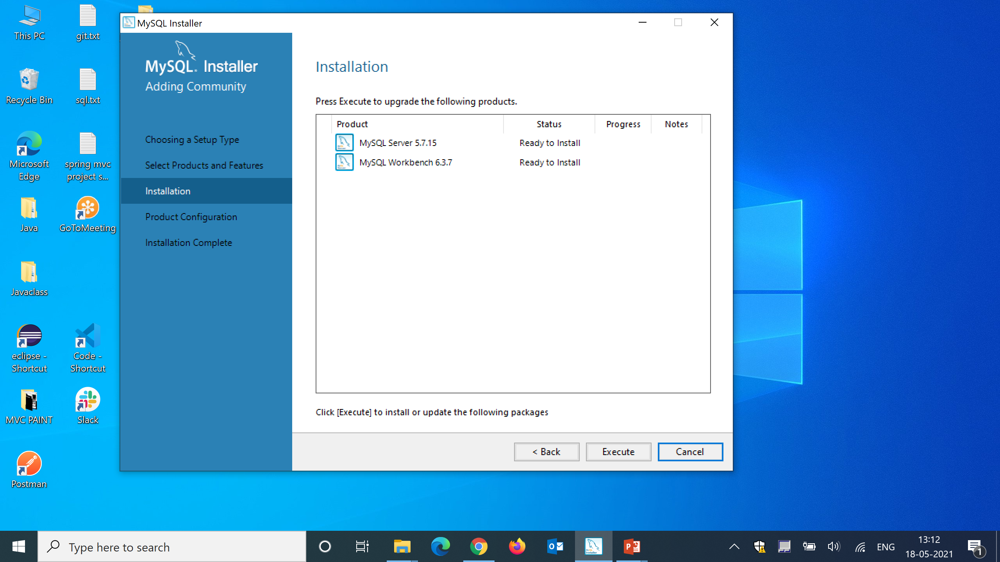 This PC
git.txt
Recycle Bin
sql.txt
Microsoft
Edge
spring mvc
project s...
Java
GoToMeeting
Javaclass
eclipse -
Shortcut
Code -
Shortcut
MVC PAINT
Slack
Postman
MySQL Installer
MySQL. Installer
Adding Community
Choosing a Setup Type
Select Products and Features
Installation
Product Configuration
Installation Complete
Installation
Press Execute to upgrade the following products.
Product Status Progress Notes
MySQL Server 5.7.15 Ready to Install
MySQL Workbench 6.3.7 Ready to Install
Click [Execute] to install or update the following packages
< Back Execute Cancel
Type here to search
ENG
13:12
18-05-2021
1